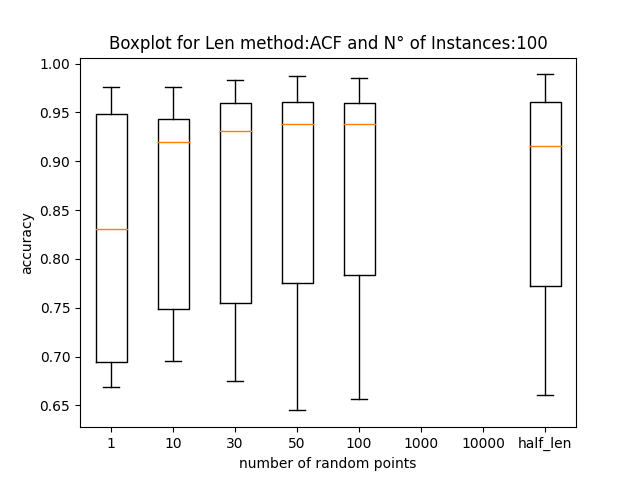 Boxplot for Len method:ACF and N° of Instances:100
1.00
0.95
0.90
0.85
0.80
0.75
0.70
0.65
accuracy
1 10 30 50 100 1000 10000 half_len
number of random points